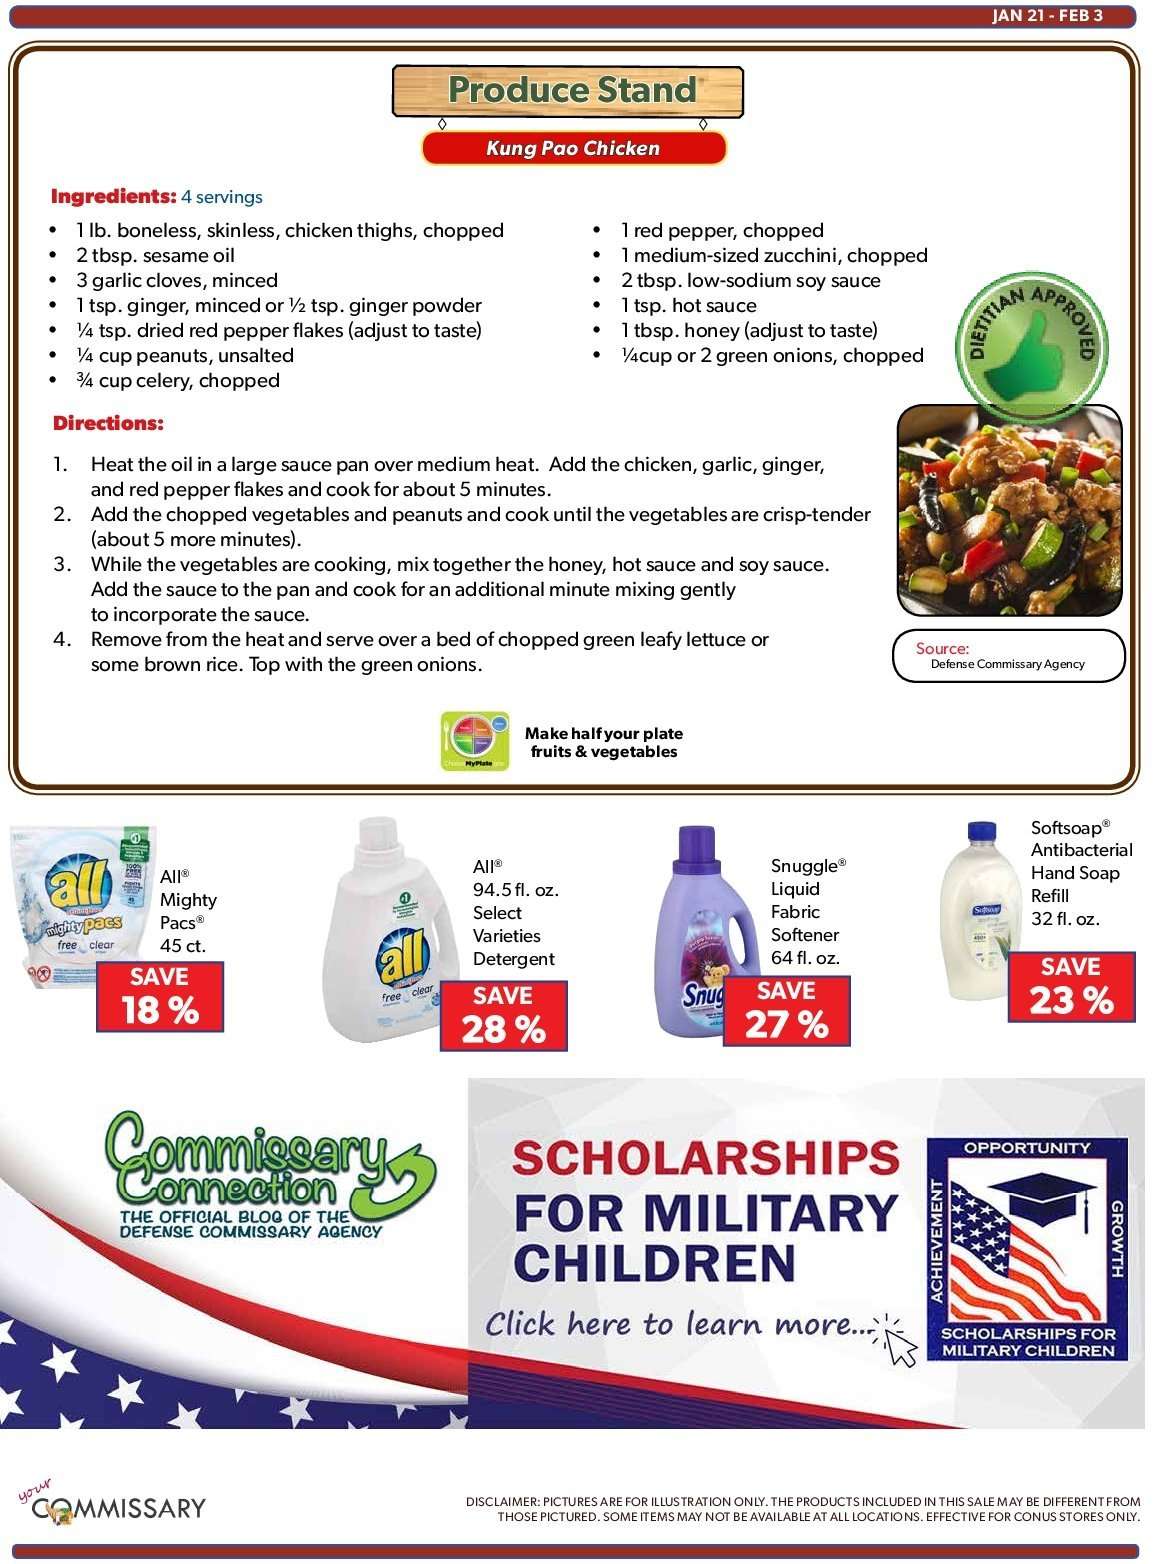 JAN 21 - FEB 3
Produce Stand
Kung Pao Chicken
Ingredients: 4 servings
• 1 lb. boneless, skinless, chicken thighs, chopped
• 2 tbsp. sesame oil
• 3 garlic cloves, minced
• 1 tsp. ginger, minced or ½ tsp. ginger powder
• ¼ tsp. dried red pepper flakes (adjust to taste)
• ¼ cup peanuts, unsalted
• ¾ cup celery, chopped
• 1 red pepper, chopped
• 1 medium-sized zucchini, chopped
• 2 tbsp. low-sodium soy sauce
• 1 tsp. hot sauce
• 1 tbsp. honey (adjust to taste)
• ¼cup or 2 green onions, chopped
DIETITIAN APPROVED
Directions:
1. Heat the oil in a large sauce pan over medium heat. Add the chicken, garlic, ginger,
and red pepper flakes and cook for about 5 minutes.
2. Add the chopped vegetables and peanuts and cook until the vegetables are crisp-tender
(about 5 more minutes).
3. While the vegetables are cooking, mix together the honey, hot sauce and soy sauce.
Add the sauce to the pan and cook for an additional minute mixing gently
to incorporate the sauce.
4. Remove from the heat and serve over a bed of chopped green leafy lettuce or
some brown rice. Top with the green onions.
Source:
Defense Commissary Agency
MyPlate
Make half your plate
fruits & vegetables
all
mighty pacs
free clear
All®
Mighty
Pacs®
45 ct.
SAVE
18 %
all
free clear
All®
94.5 fl. oz.
Select
Varieties
Detergent
SAVE
28 %
Snug
Snuggle®
Liquid
Fabric
Softener
64 fl. oz.
SAVE
27 %
Softsoap
Softsoap®
Antibacterial
Hand Soap
Refill
32 fl. oz.
SAVE
23 %
Commissary
Connection
THE OFFICIAL BLOG OF THE
DEFENSE COMMISSARY AGENCY
SCHOLARSHIPS
FOR MILITARY
CHILDREN
Click here to learn more...
OPPORTUNITY
ACHIEVEMENT
GROWTH
SCHOLARSHIPS FOR
MILITARY CHILDREN
your
COMMISSARY
DISCLAIMER: PICTURES ARE FOR ILLUSTRATION ONLY. THE PRODUCTS INCLUDED IN THIS SALE MAY BE DIFFERENT FROM
THOSE PICTURED. SOME ITEMS MAY NOT BE AVAILABLE AT ALL LOCATIONS. EFFECTIVE FOR CONUS STORES ONLY.